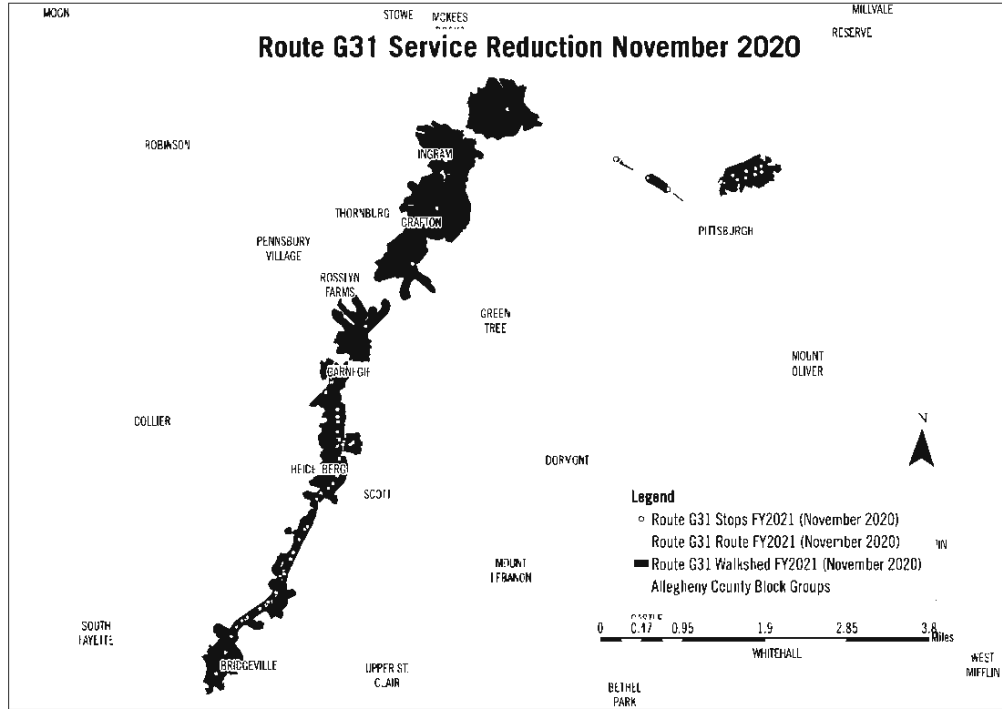 MOON
STOWE
MCKEES
MILLVALE
RESERVE
Route G31 Service Reduction November 2020
ROBINSON
INGRAM
THORNBURG
CRAFTON
PITTSBURGH
PENNSBURY
VILLAGE
ROSSLYN
FARMS
GREEN
TREE
MOUNT
OLIVER
CARNEGIE
COLLIER
N
DORMONT
HEIDELBERG
SCOTT
Legend
Route G31 Stops FY2021 (November 2020)
Route G31 Route FY2021 (November 2020)
Route G31 Walkshed FY2021 (November 2020)
Allegheny County Block Groups
MOUNT
LEBANON
0 0.47 0.95 1.9 2.85 3.8
Miles
SOUTH
FAYETTE
WHITEHALL
BRIDGEVILLE
UPPER ST.
CLAIR
WEST
MIFFLIN
BETHEL
PARK